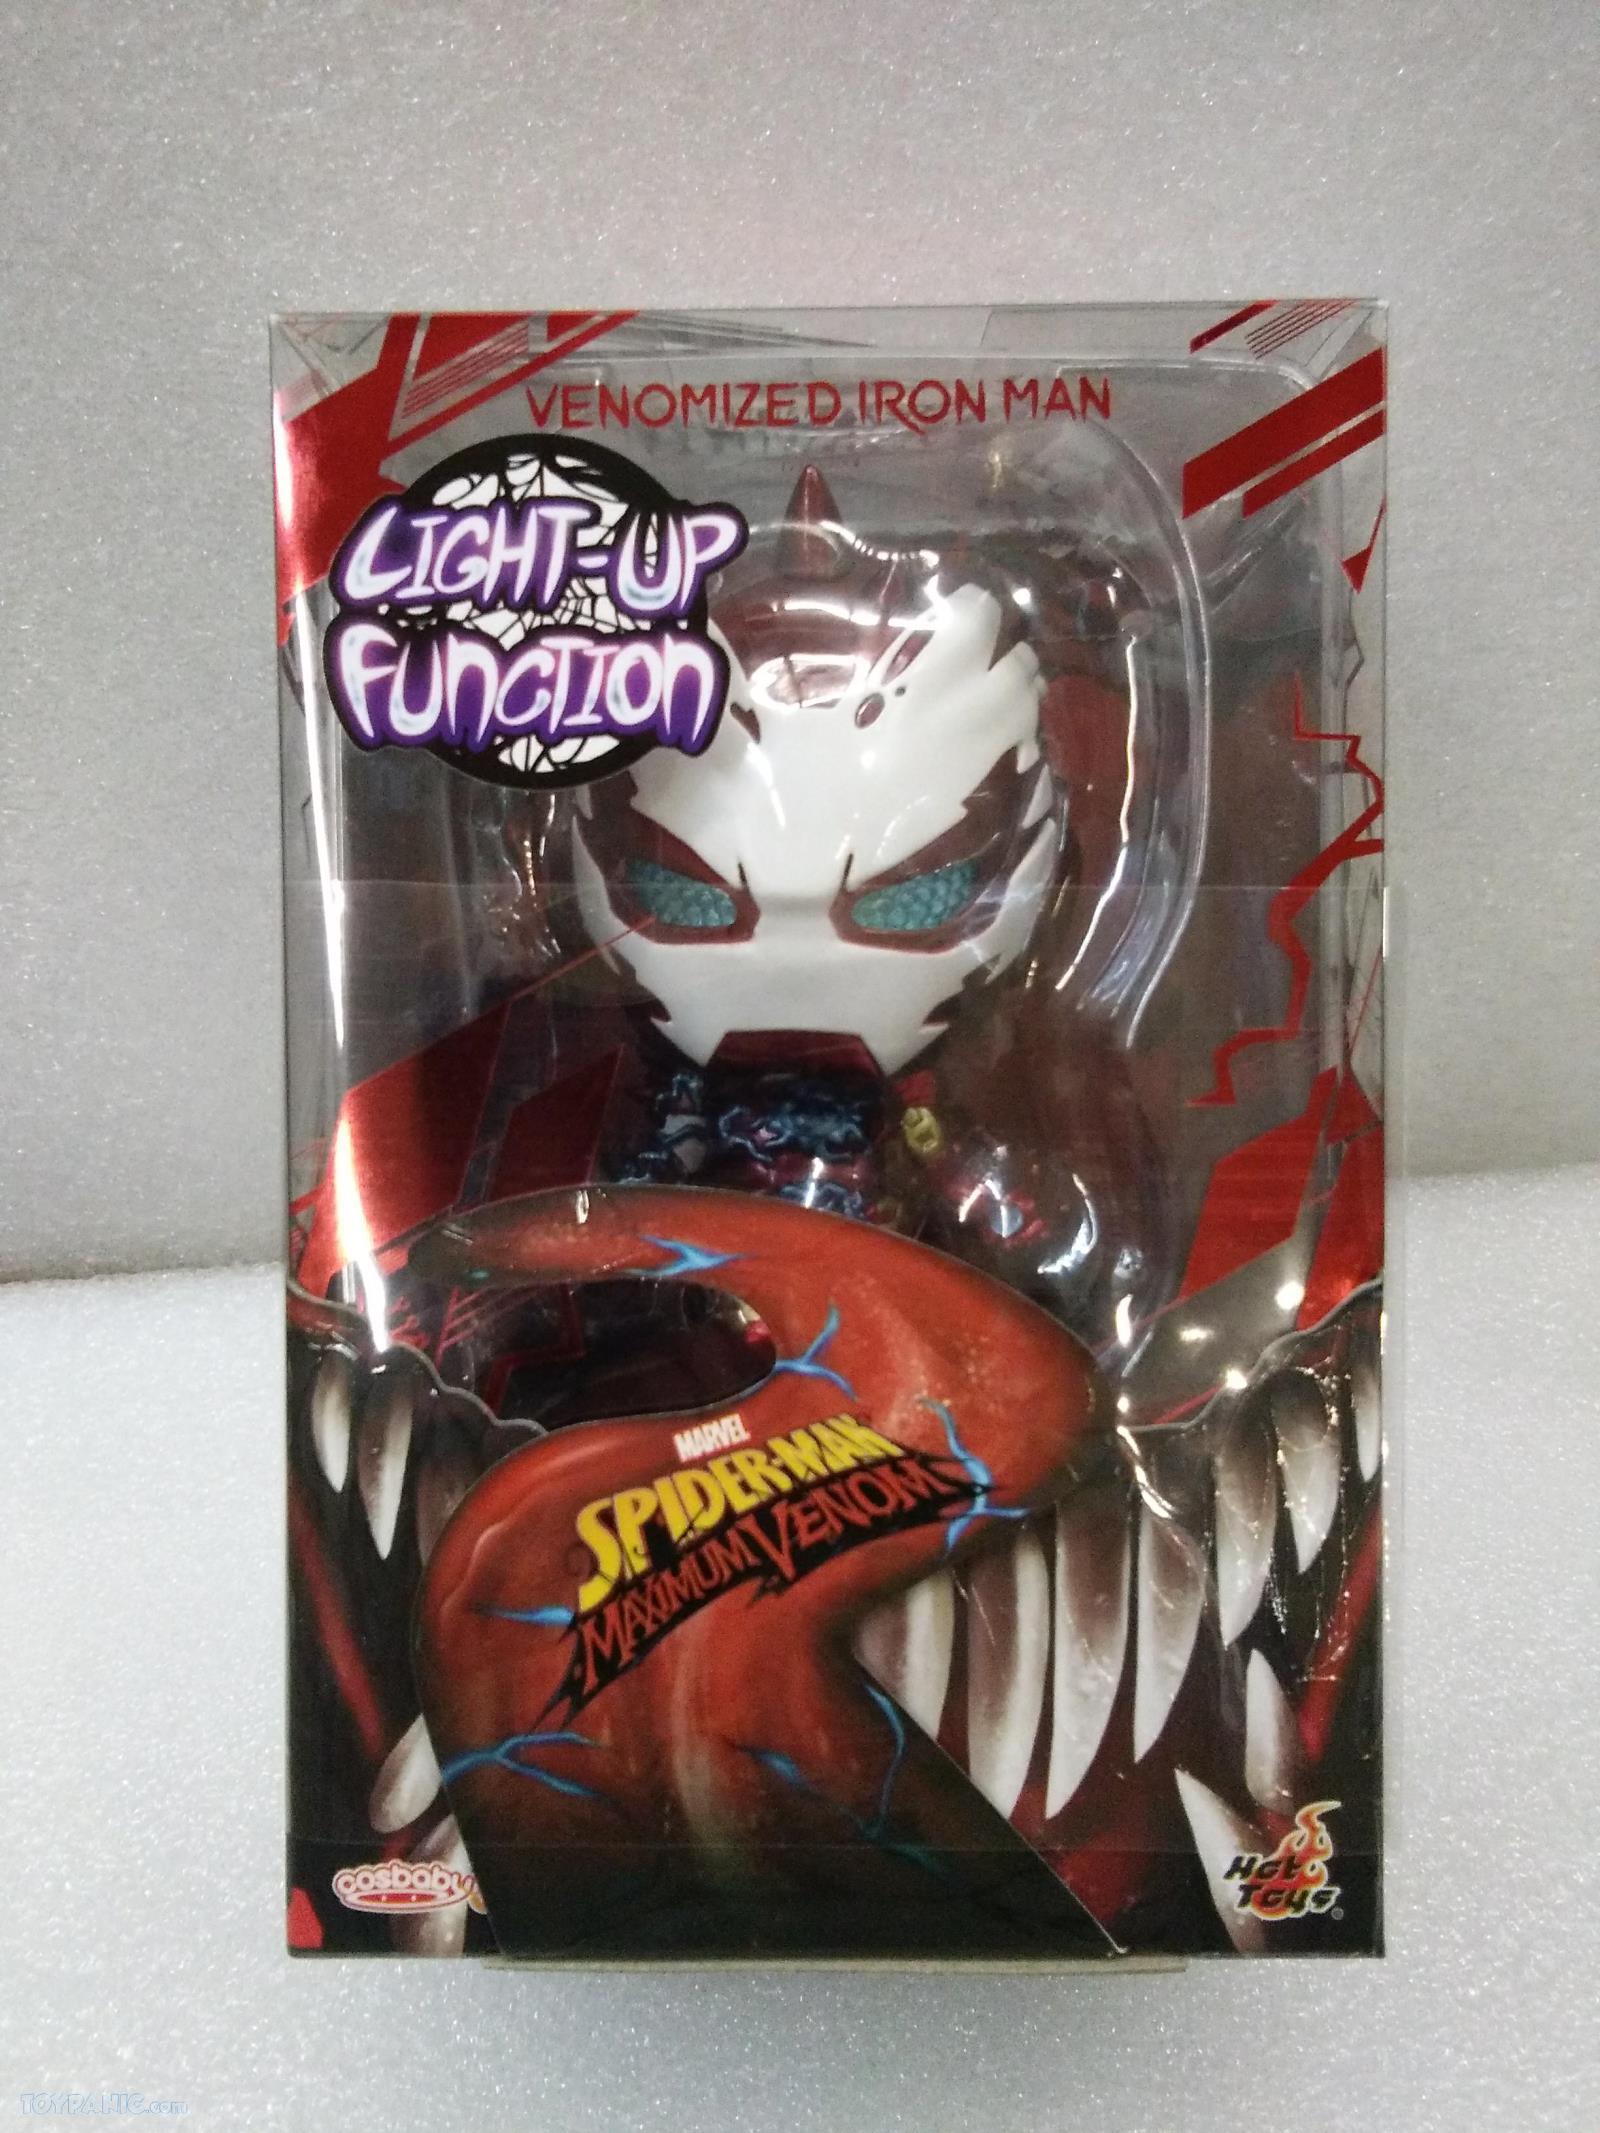 VENOMIZED IRON MAN
LIGHT-UP
FUNCTION
MARVEL
SPIDER-MAN
MAXIMUM VENOM
cosbaby
Hot
Toys
TOYPANIC.com